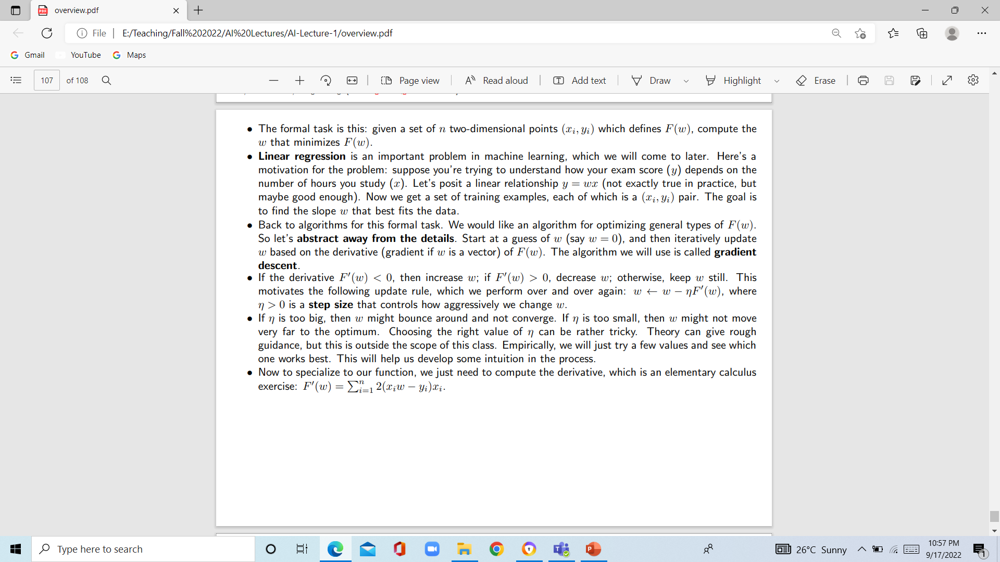 overview.pdf
File
E:/Teaching/Fall%202022/AI%20Lectures/AI-Lecture-1/overview.pdf
Gmail YouTube Maps
107 of 108 Page view Read aloud Add text Draw Highlight Erase
• The formal task is this: given a set of n two-dimensional points (xᵢ, yᵢ) which defines F(w), compute the
w that minimizes F(w).
• Linear regression is an important problem in machine learning, which we will come to later. Here's a
motivation for the problem: suppose you're trying to understand how your exam score (y) depends on the
number of hours you study (x). Let's posit a linear relationship y = wx (not exactly true in practice, but
maybe good enough). Now we get a set of training examples, each of which is a (xᵢ, yᵢ) pair. The goal is
to find the slope w that best fits the data.
• Back to algorithms for this formal task. We would like an algorithm for optimizing general types of F(w).
So let's abstract away from the details. Start at a guess of w (say w = 0), and then iteratively update
w based on the derivative (gradient if w is a vector) of F(w). The algorithm we will use is called gradient
descent.
• If the derivative F′(w) < 0, then increase w; if F′(w) > 0, decrease w; otherwise, keep w still. This
motivates the following update rule, which we perform over and over again: w ← w − ηF′(w), where
η > 0 is a step size that controls how aggressively we change w.
• If η is too big, then w might bounce around and not converge. If η is too small, then w might not move
very far to the optimum. Choosing the right value of η can be rather tricky. Theory can give rough
guidance, but this is outside the scope of this class. Empirically, we will just try a few values and see which
one works best. This will help us develop some intuition in the process.
• Now to specialize to our function, we just need to compute the derivative, which is an elementary calculus
exercise: F′(w) = ∑ⁿᵢ₌₁ 2(xᵢw − yᵢ)xᵢ.
Type here to search
26°C Sunny
10:57 PM
9/17/2022
1